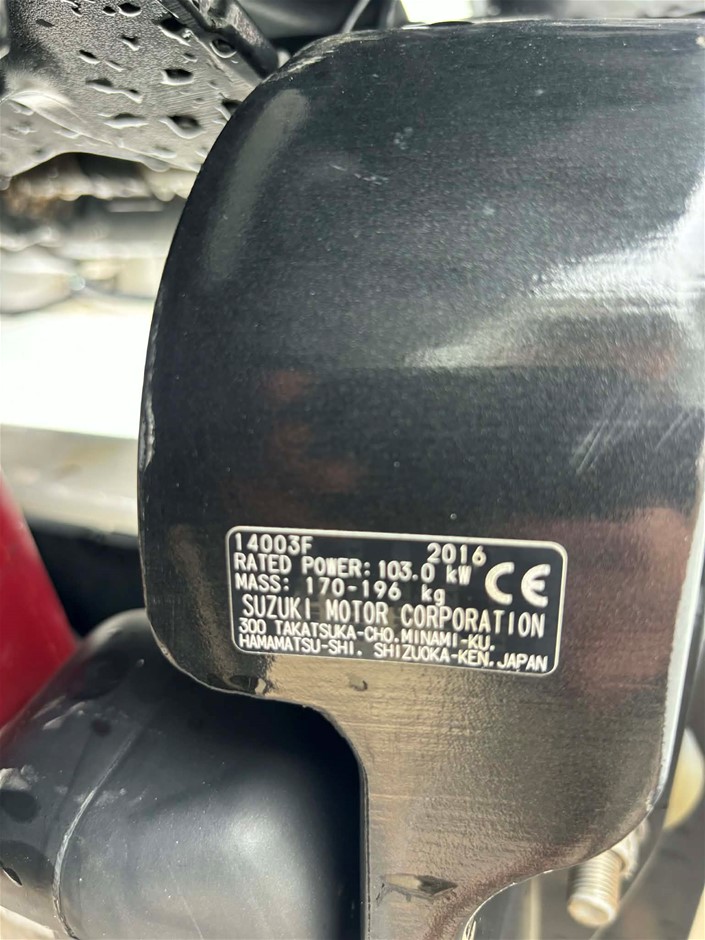 14003F 2016
RATED POWER: 103.0 kW CE
MASS: 170-196 kg
SUZUKI MOTOR CORPORATION
300 TAKATSUKA-CHO.MINAMI-KU.
HAMAMATSU-SHI. SHIZUOKA-KEN.JAPAN